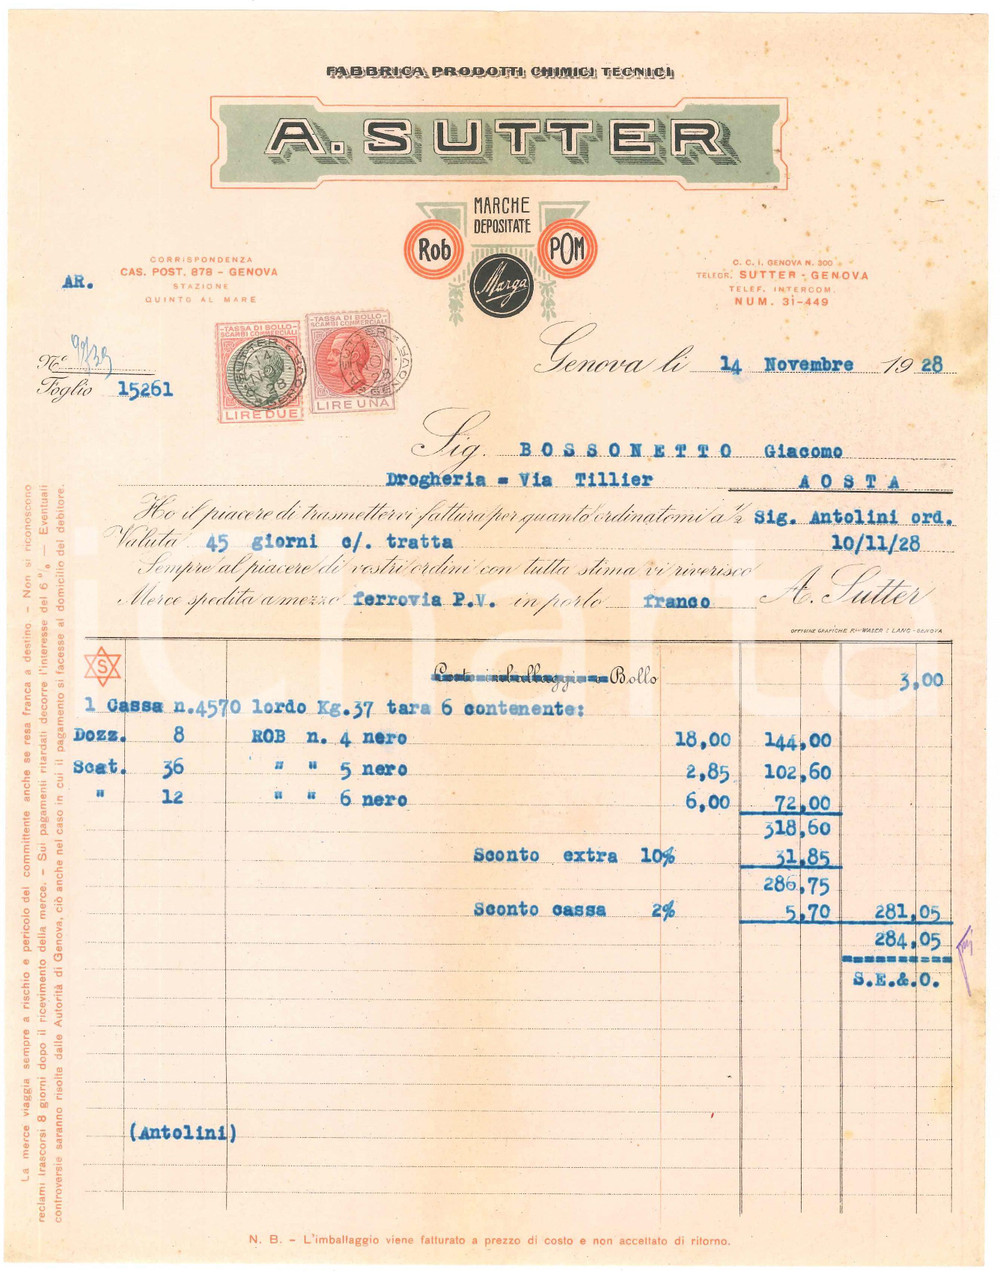 FABBRICA PRODOTTI CHIMICI TECNICI
A. SUTTER
MARCHE
DEPOSITATE
Rob
POM
Marga
CORRISPONDENZA
CAS. POST. 878 - GENOVA
STAZIONE
QUINTO AL MARE
C. C. I. GENOVA N. 300
TELEGR. SUTTER - GENOVA
TELEF. INTERCOM.
NUM. 31-449
AR.
TASSA DI BOLLO
SCAMBI COMMERCIALI
LIRE DUE
TASSA DI BOLLO
SCAMBI COMMERCIALI
LIRE UNA
Genova li 14 Novembre 1928
N°
Foglio 15261
Sig. BOSSONETTO Giacomo
Drogheria = Via Tillier AOSTA
Ho il piacere di trasmettervi fattura per quanto ordinatomi a ½ Sig. Antolini ord.
Valuta 45 giorni c/. tratta 10/11/28
Sempre al piacere di vostri ordini con tutta stima vi riverisco
Merce spedita a mezzo ferrovia P.V. in porto franco A. Sutter
S
Bollo 3,00
1 Cassa n.4570 lordo Kg.37 tara 6 contenente:
Dozz. 8 ROB n. 4 nero 18,00 144,00
Scat. 36 " " 5 nero 2,85 102,60
" 12 " " 6 nero 6,00 72,00
318,60
Sconto extra 10% 31,85
286,75
Sconto cassa 2% 5,70 281,05
284,05
S.E.&.O.
(Antolini)
La merce viaggia sempre a rischio e pericolo del committente anche se resa franca a destino - Non si riconoscono
reclami trascorsi 8 giorni dopo il ricevimento della merce. - Sui pagamenti ritardati decorre l'interesse del 6 %. — Eventuali
controversie saranno risolte dalle Autorità di Genova, ciò anche nel caso in cui il pagamento si facesse al domicilio del debitore.
N. B. - L'imballaggio viene fatturato a prezzo di costo e non accettato di ritorno.